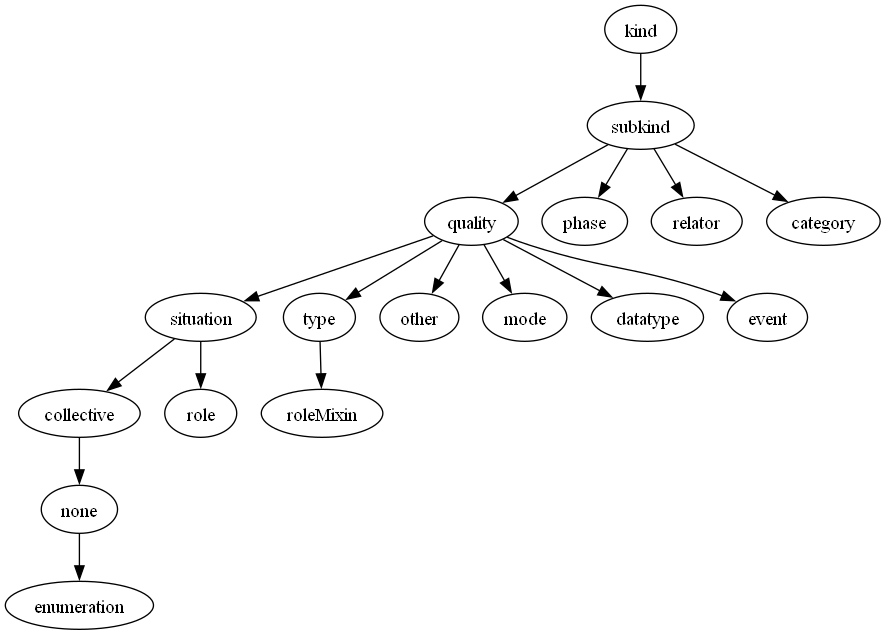 kind
subkind
quality
phase
relator
category
situation
type
other
mode
datatype
event
collective
role
roleMixin
none
enumeration